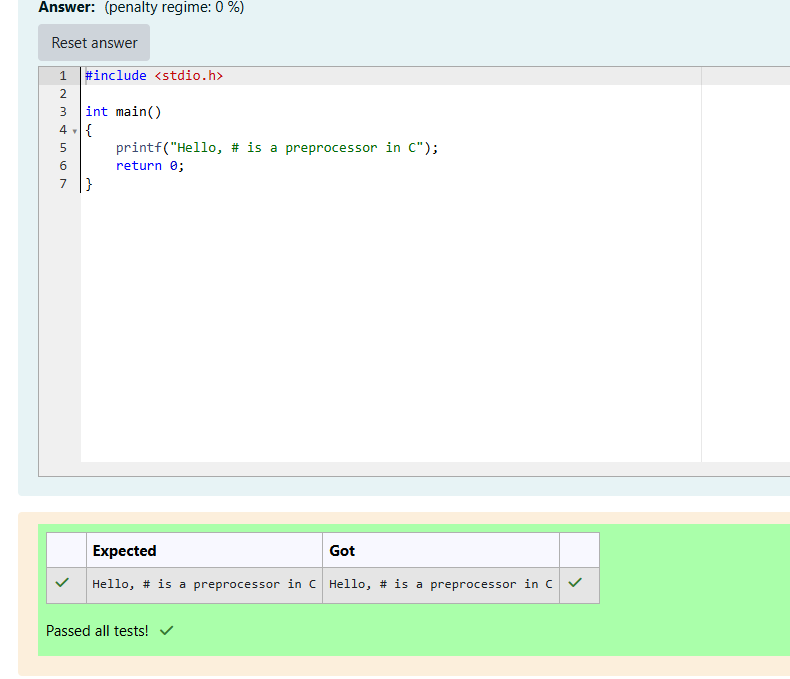 Answer: (penalty regime: 0 %)
Reset answer
1 #include <stdio.h>
2
3 int main()
4 {
5     printf("Hello, # is a preprocessor in C");
6     return 0;
7 }
Expected Got
Hello, # is a preprocessor in C Hello, # is a preprocessor in C
Passed all tests!